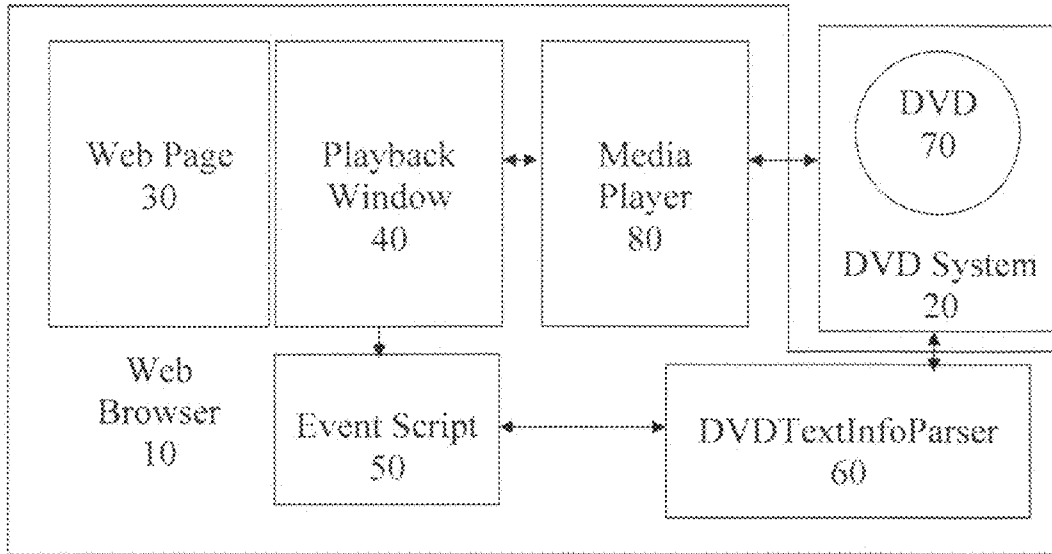 Web Page
30
Playback
Window
40
Media
Player
80
DVD
70
DVD System
20
Web
Browser
10
Event Script
50
DVDTextInfoParser
60